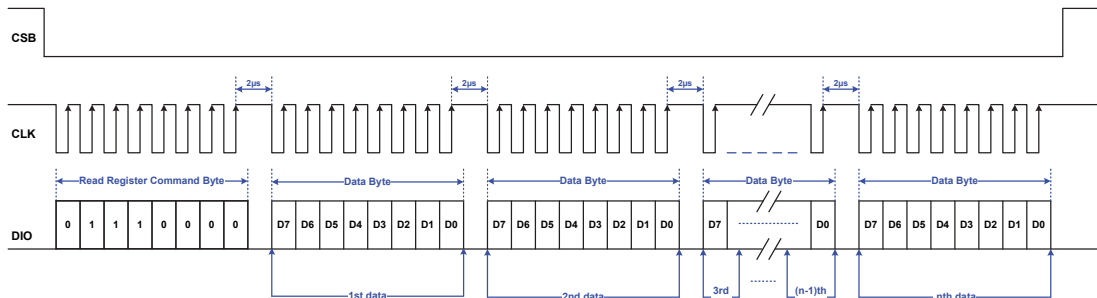 CSB
2µs 2µs 2µs 2µs
CLK
Read Register Command Byte Data Byte Data Byte Data Byte Data Byte
DIO 0 1 1 1 0 0 0 0 D7 D6 D5 D4 D3 D2 D1 D0 D7 D6 D5 D4 D3 D2 D1 D0 D7 D0 D7 D6 D5 D4 D3 D2 D1 D0
1st data 2nd data 3rd (n-1)th nth data